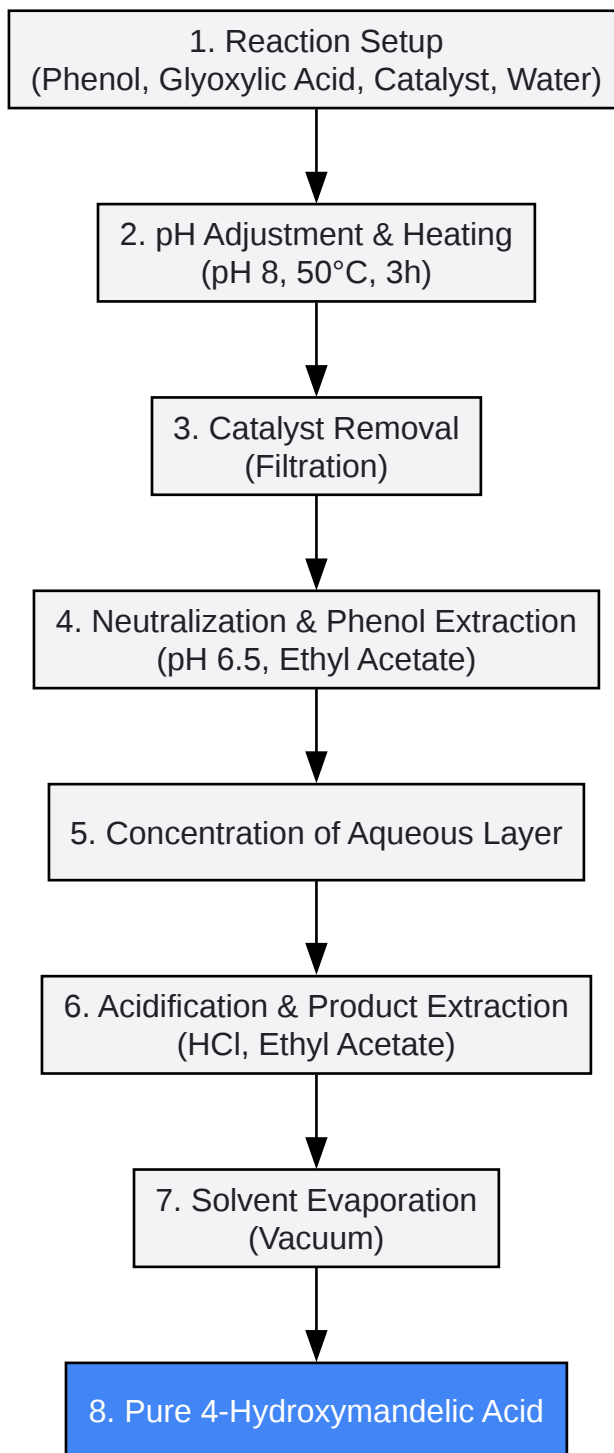 1. Reaction Setup
(Phenol, Glyoxylic Acid, Catalyst, Water)
2. pH Adjustment & Heating
(pH 8, 50°C, 3h)
3. Catalyst Removal
(Filtration)
4. Neutralization & Phenol Extraction
(pH 6.5, Ethyl Acetate)
5. Concentration of Aqueous Layer
6. Acidification & Product Extraction
(HCl, Ethyl Acetate)
7. Solvent Evaporation
(Vacuum)
8. Pure 4-Hydroxymandelic Acid